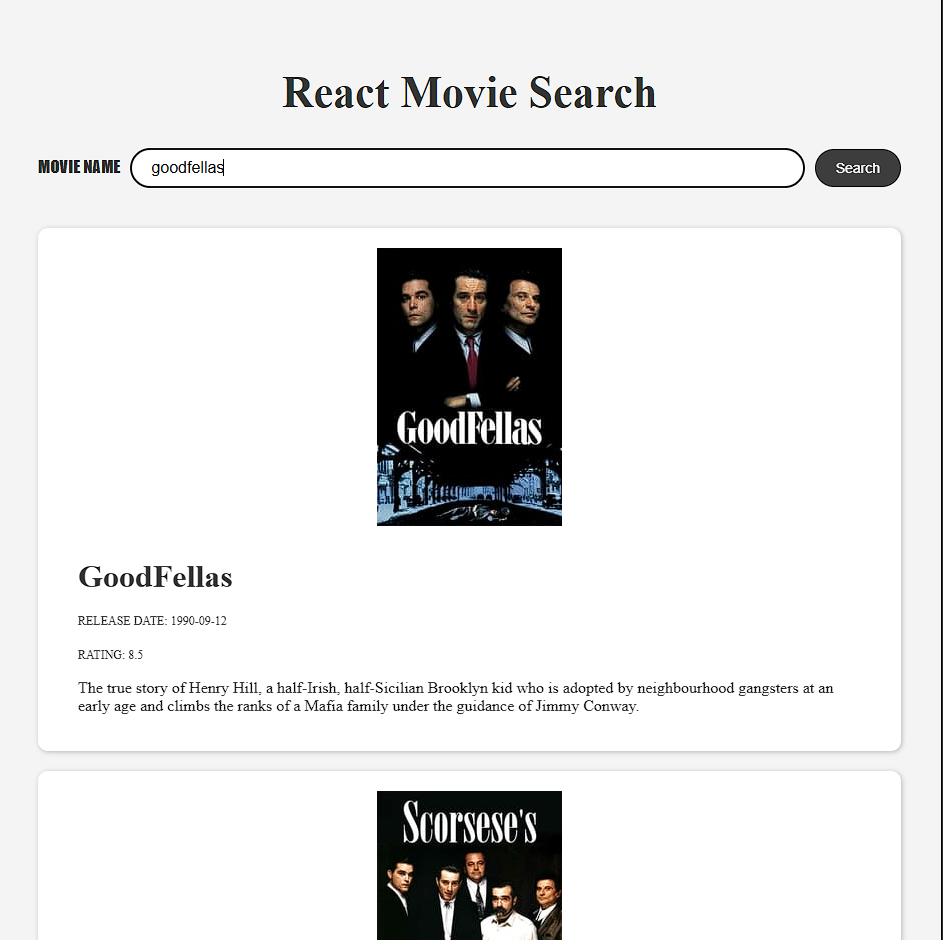 React Movie Search
MOVIE NAME
goodfellas
Search
GoodFellas
GoodFellas
RELEASE DATE: 1990-09-12
RATING: 8.5
The true story of Henry Hill, a half-Irish, half-Sicilian Brooklyn kid who is adopted by neighbourhood gangsters at an
early age and climbs the ranks of a Mafia family under the guidance of Jimmy Conway.
Scorsese's